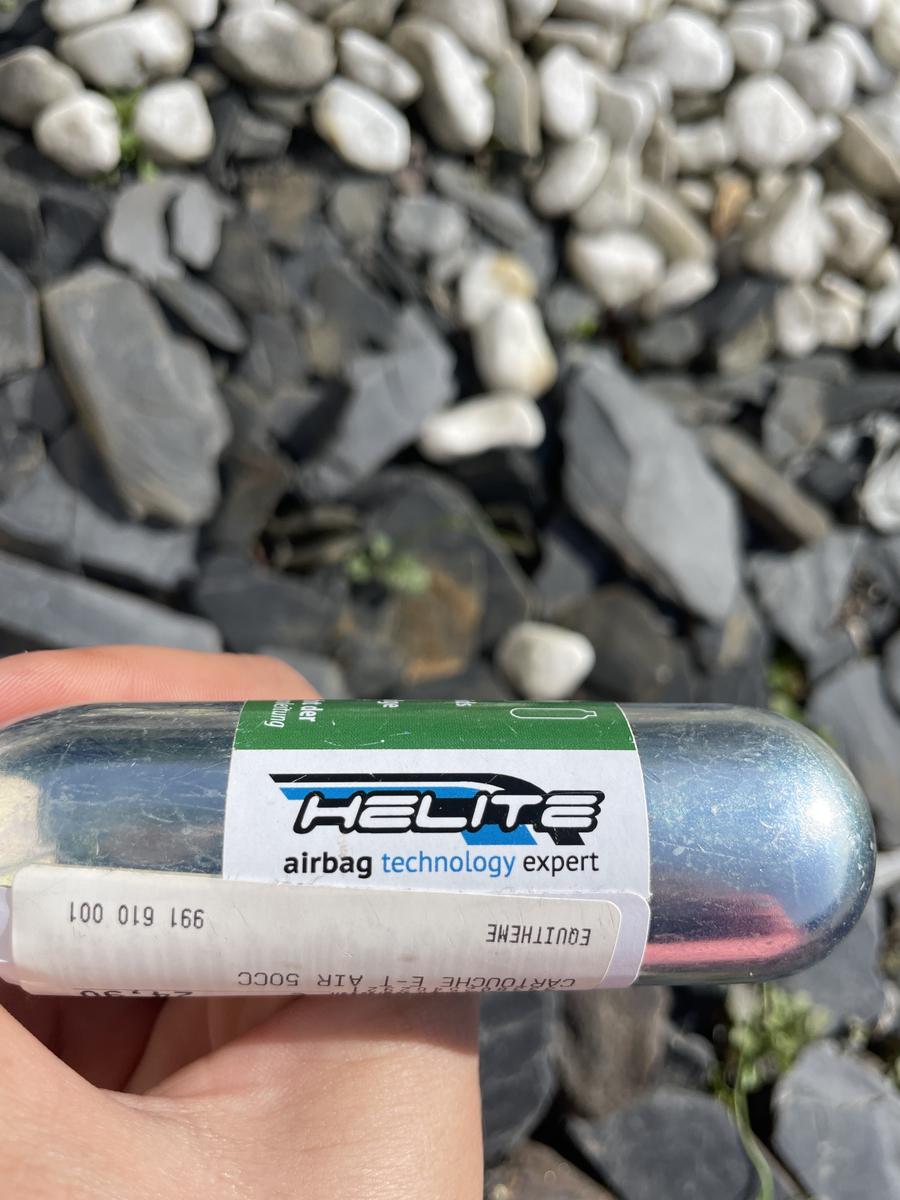 HELITE
airbag technology expert
EQUITHEME
991 610 001
CARTOUCHE E-T AIR 50CC